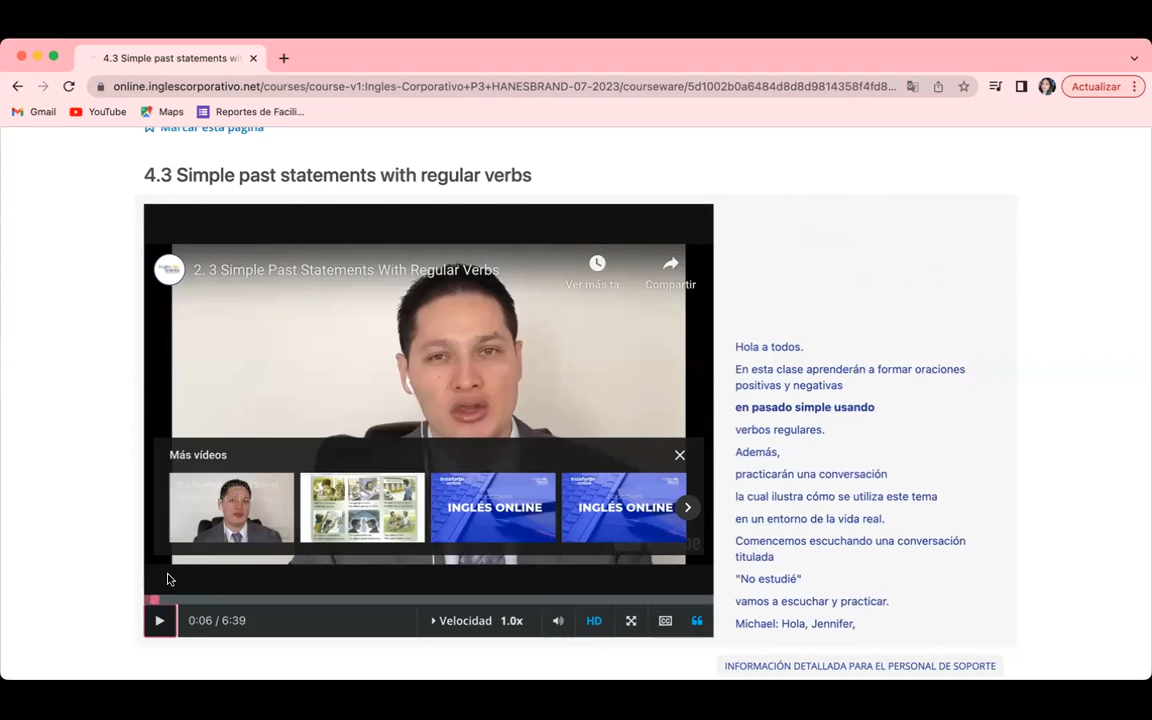 4.3 Simple past statements wit
online.inglescorporativo.net/courses/course-v1:Ingles-Corporativo+P3+HANESBRAND-07-2023/courseware/5d1002b0a6484d8d8d9814358f4fd8...
Actualizar
Gmail
YouTube
Maps
Reportes de Facili...
Marcar esta página
4.3 Simple past statements with regular verbs
2. 3 Simple Past Statements With Regular Verbs
Ver más ta...
Compartir
Más vídeos
INGLÉS ONLINE
INGLÉS ONLINE
0:06 / 6:39
Velocidad 1.0x
HD
CC
Hola a todos.
En esta clase aprenderán a formar oraciones
positivas y negativas
en pasado simple usando
verbos regulares.
Además,
practicarán una conversación
la cual ilustra cómo se utiliza este tema
en un entorno de la vida real.
Comencemos escuchando una conversación
titulada
"No estudié"
vamos a escuchar y practicar.
Michael: Hola, Jennifer,
INFORMACIÓN DETALLADA PARA EL PERSONAL DE SOPORTE